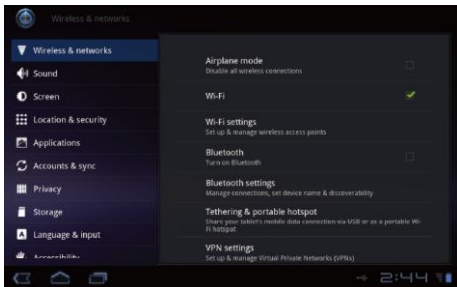 Wireless & networks
Wireless & networks
Sound
Screen
Location & security
Applications
Accounts & sync
Privacy
Storage
Language & input
Accessibility
Airplane mode
Disable all wireless connections
Wi-Fi
Wi-Fi settings
Set up & manage wireless access points
Bluetooth
Turn on Bluetooth
Bluetooth settings
Manage connections, set device name & discoverability
Tethering & portable hotspot
Share your tablet's mobile data connection via USB or as a portable Wi-
Fi hotspot
VPN settings
Set up & manage Virtual Private Networks (VPNs)
2:44